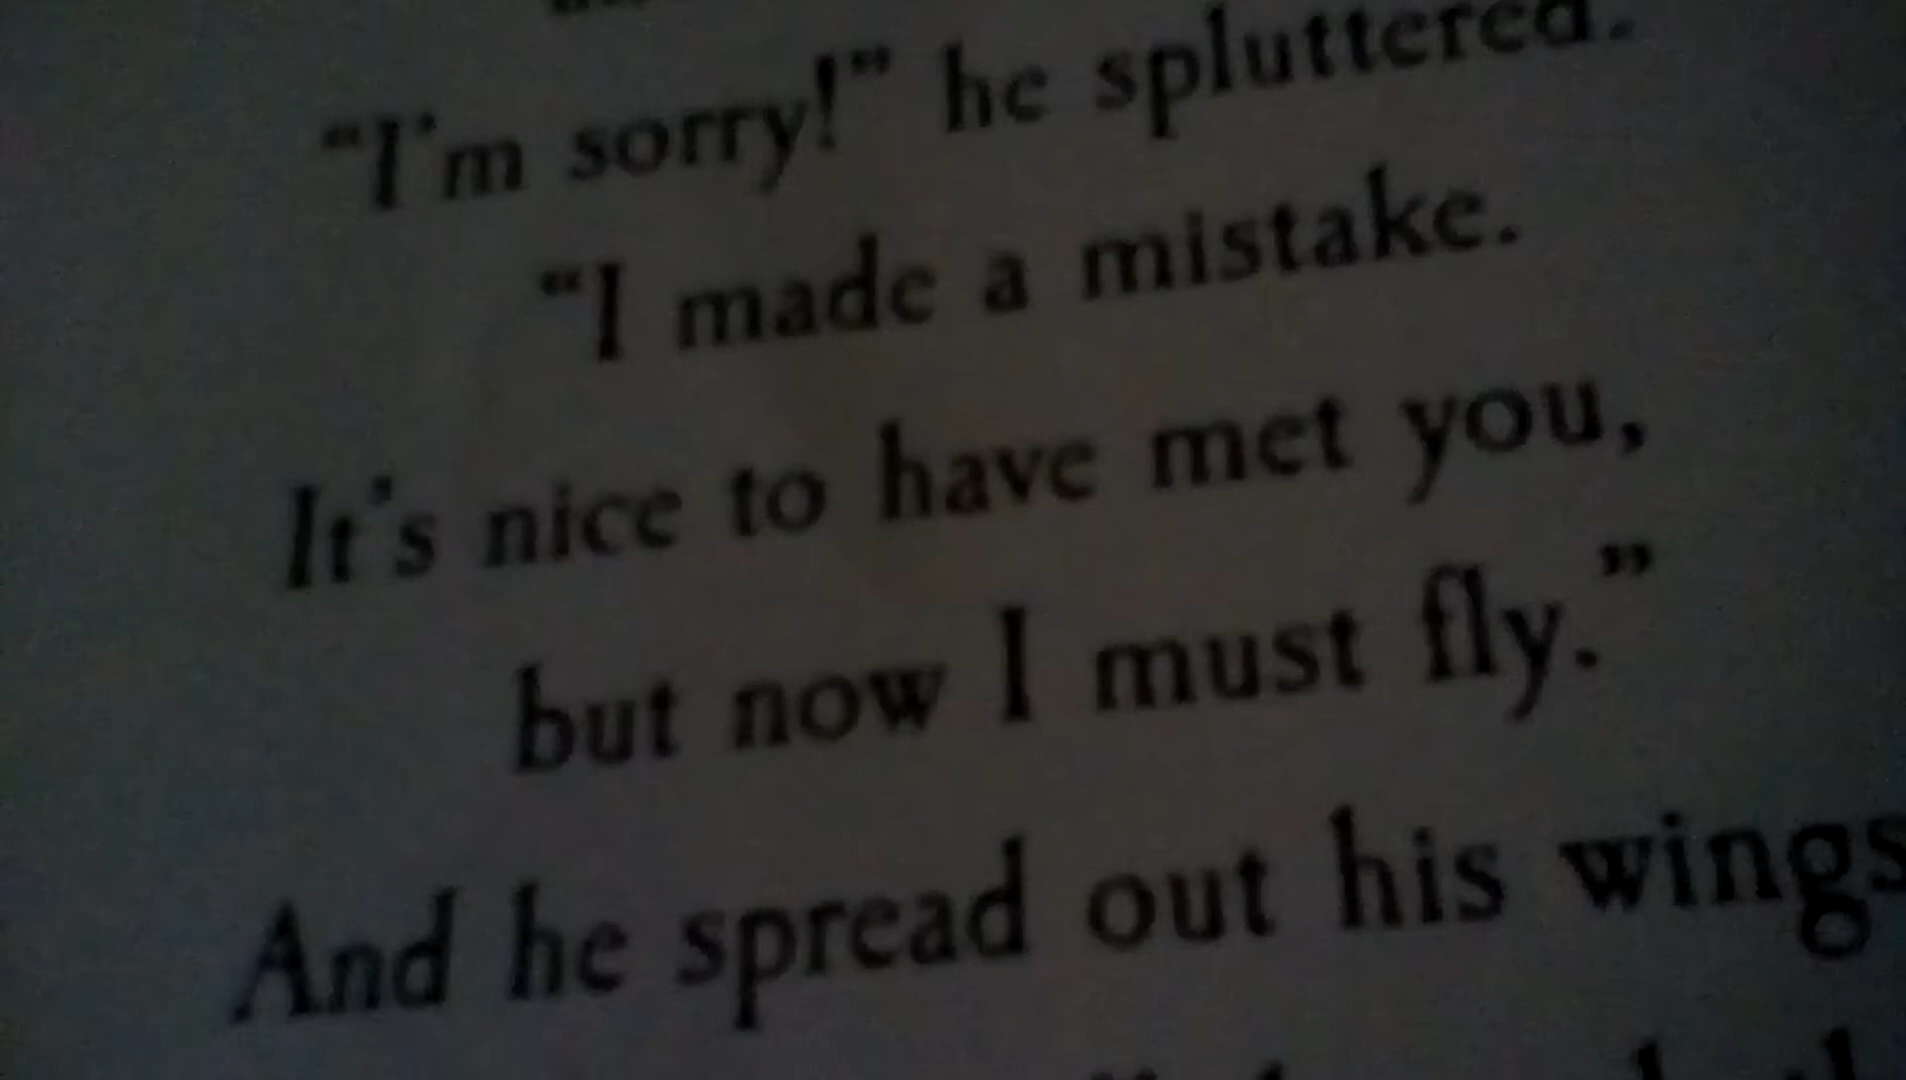 "I'm sorry!" he spluttered.
"I made a mistake.
It's nice to have met you,
but now I must fly."
And he spread out his wings